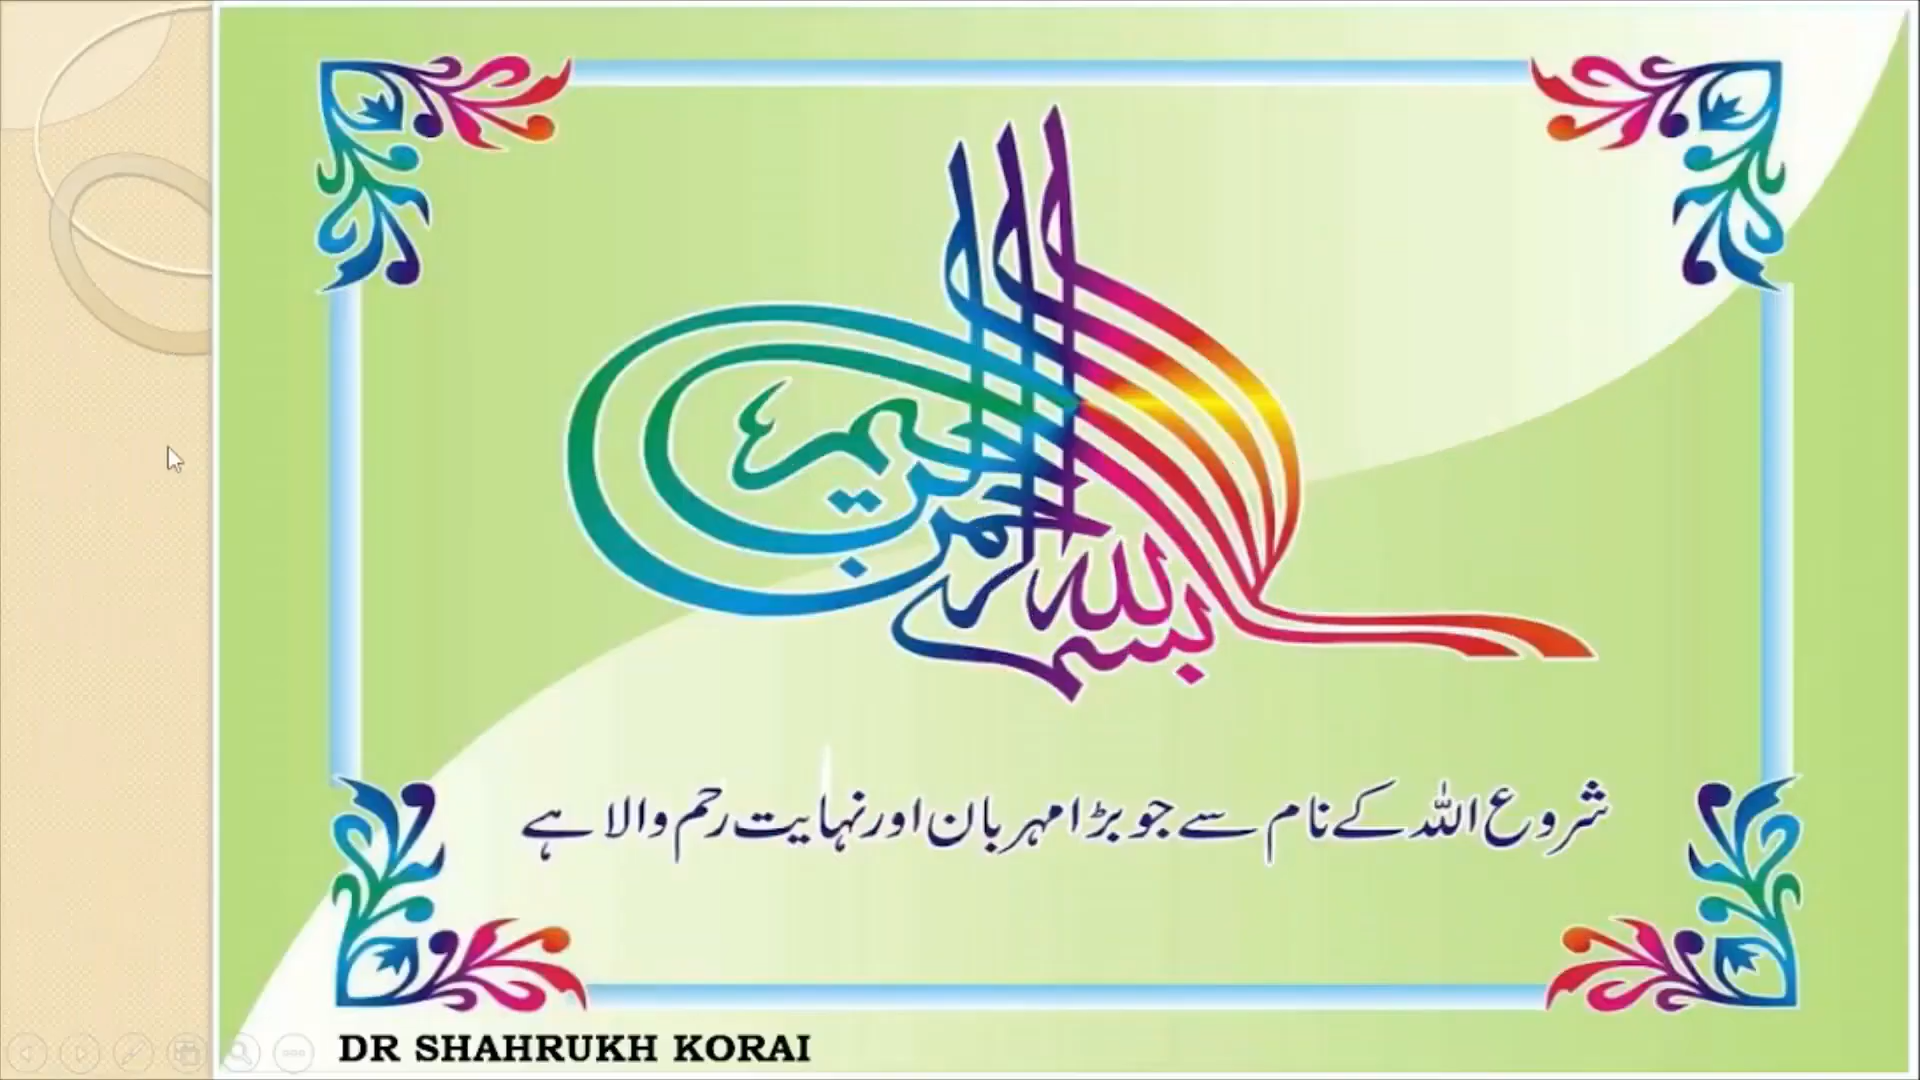 بسم الله الرحمن الرحيم
شروع اللہ کے نام سے جو بڑا مہربان اور نہایت رحم والا ہے
DR SHAHRUKH KORAI